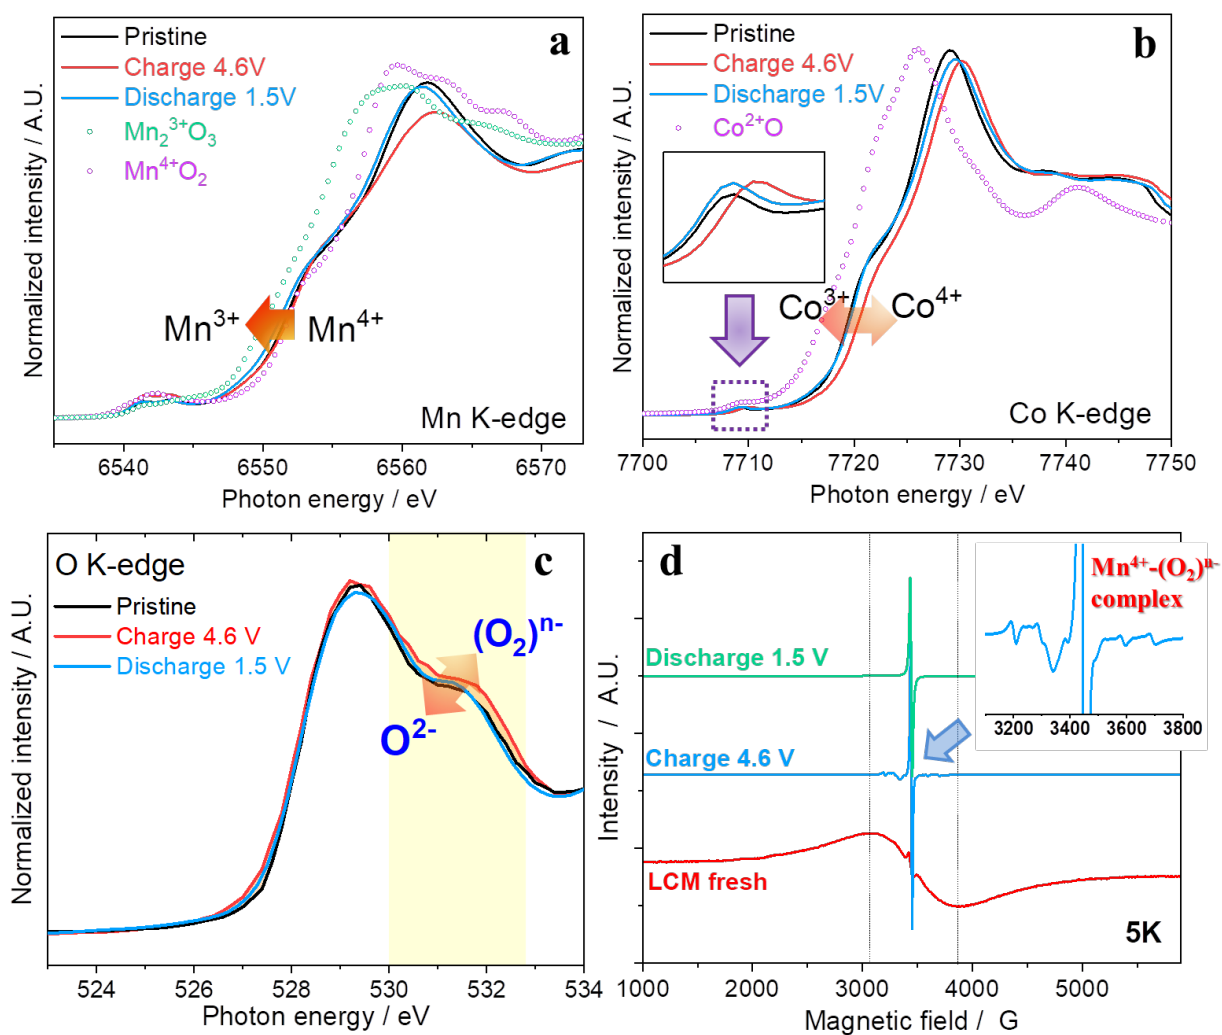 a
Pristine
Charge 4.6V
Discharge 1.5V
Mn₂³⁺O₃
Mn⁴⁺O₂
Mn³⁺
Mn⁴⁺
Mn K-edge
Normalized intensity / A.U.
6540 6550 6560 6570
Photon energy / eV
b
Pristine
Charge 4.6V
Discharge 1.5V
Co²⁺O
Co³⁺
Co⁴⁺
Co K-edge
Normalized intensity / A.U.
7700 7710 7720 7730 7740 7750
Photon energy / eV
O K-edge
c
Pristine
Charge 4.6 V
Discharge 1.5 V
(O₂)ⁿ⁻
O²⁻
Normalized intensity / A.U.
524 526 528 530 532 534
Photon energy / eV
d
Mn⁴⁺-(O₂)ⁿ⁻
complex
3200 3400 3600 3800
Discharge 1.5 V
Charge 4.6 V
LCM fresh
5K
Intensity / A.U.
1000 2000 3000 4000 5000
Magnetic field / G